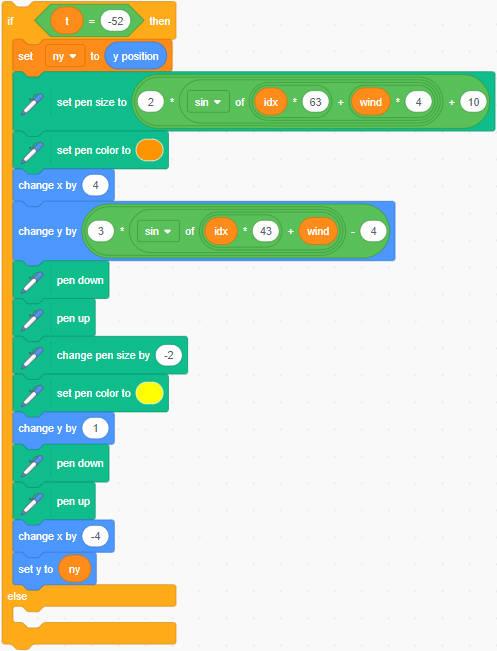 if t = -52 then
set ny to y position
set pen size to 2 * sin of idx * 63 + wind * 4 + 10
set pen color to
change x by 4
change y by 3 * sin of idx * 43 + wind - 4
pen down
pen up
change pen size by -2
set pen color to
change y by 1
pen down
pen up
change x by -4
set y to ny
else